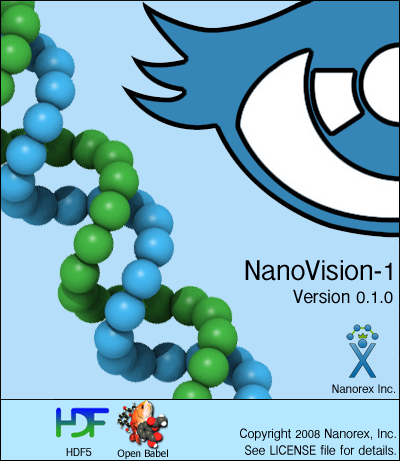 NanoVision-1
Version 0.1.0
Nanorex Inc.
HDF
HDF5
Open Babel
Copyright 2008 Nanorex, Inc.
See LICENSE file for details.